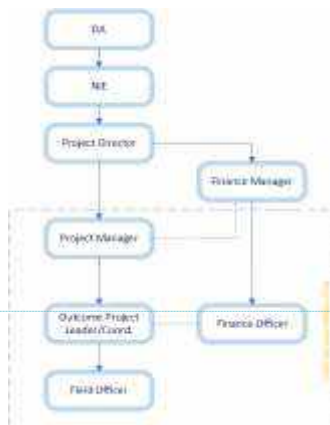 DA
NIE
Project Director
Finance Manager
Project Manager
Outcome Project
Leader/Coord.
Finance Officer
Field Officer